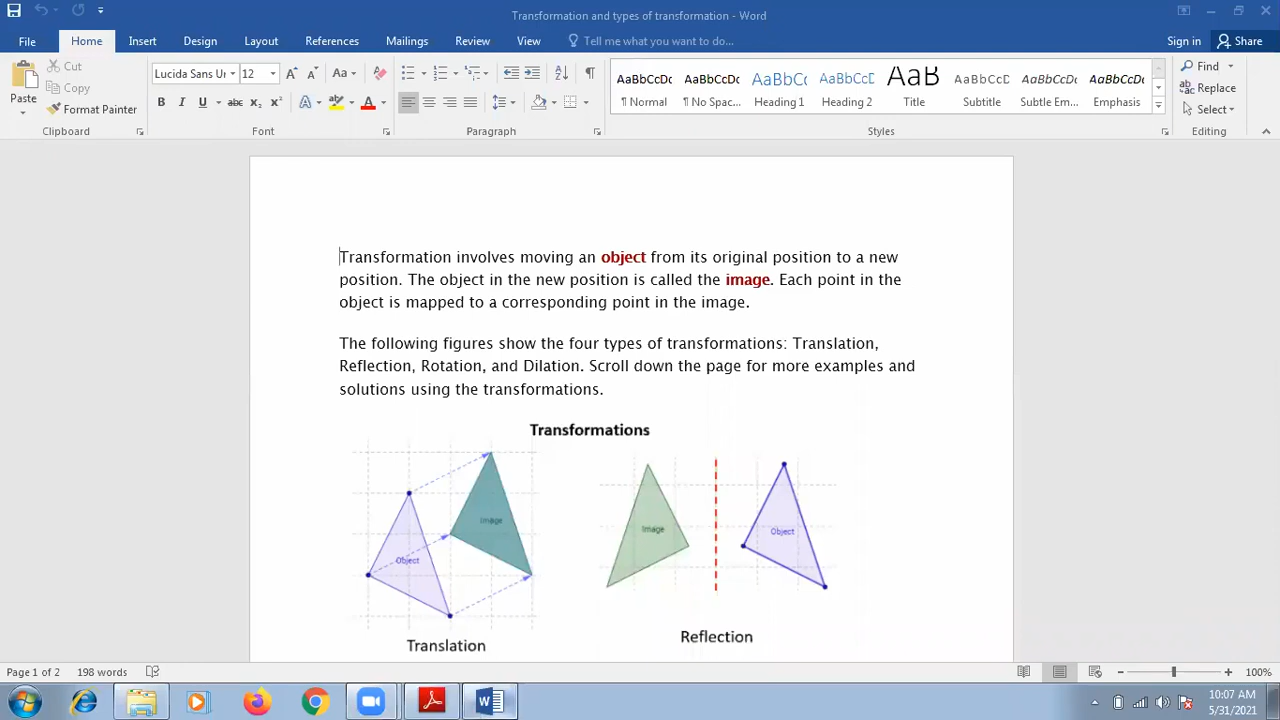 Transformation and types of transformation - Word
File Home Insert Design Layout References Mailings Review View Tell me what you want to do... Sign in Share
Paste Cut Copy Format Painter Clipboard
Lucida Sans Ur 12 Aa B I U abc x₂ x² A A Font
Paragraph
AaBbCcDc AaBbCcDc AaBbCc AaBbCcD AaB AaBbCcD AaBbCcDc AaBbCcDc
¶ Normal ¶ No Spac... Heading 1 Heading 2 Title Subtitle Subtle Em... Emphasis
Styles
Find
Replace
Select
Editing
Transformation involves moving an object from its original position to a new
position. The object in the new position is called the image. Each point in the
object is mapped to a corresponding point in the image.
The following figures show the four types of transformations: Translation,
Reflection, Rotation, and Dilation. Scroll down the page for more examples and
solutions using the transformations.
Transformations
Image
Object
Translation
Image
Object
Reflection
Page 1 of 2 198 words 100%
10:07 AM
5/31/2021